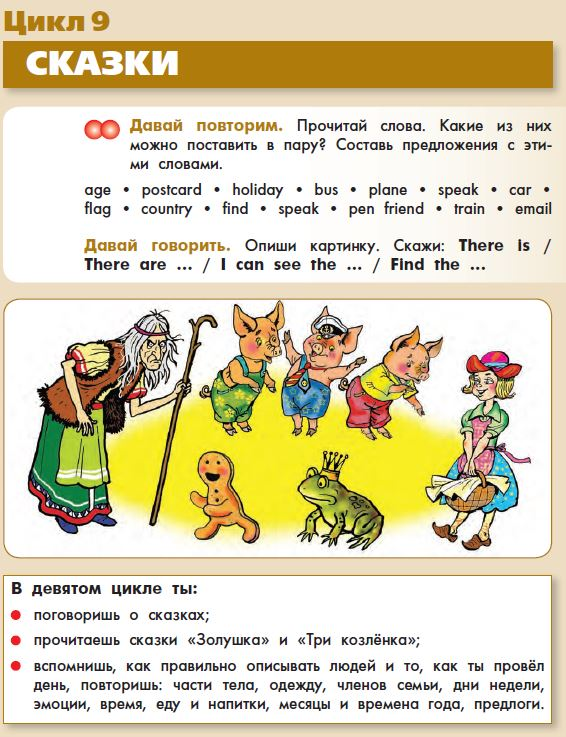 Цикл 9
СКАЗКИ
Давай повторим. Прочитай слова. Какие из них
можно поставить в пару? Составь предложения с эти-
ми словами.
age • postcard • holiday • bus • plane • speak • car •
flag • country • find • speak • pen friend • train • email
Давай говорить. Опиши картинку. Скажи: There is /
There are ... / I can see the ... / Find the ...
В девятом цикле ты:
• поговоришь о сказках;
• прочитаешь сказки «Золушка» и «Три козлёнка»;
• вспомнишь, как правильно описывать людей и то, как ты провёл
день, повторишь: части тела, одежду, членов семьи, дни недели,
эмоции, время, еду и напитки, месяцы и времена года, предлоги.